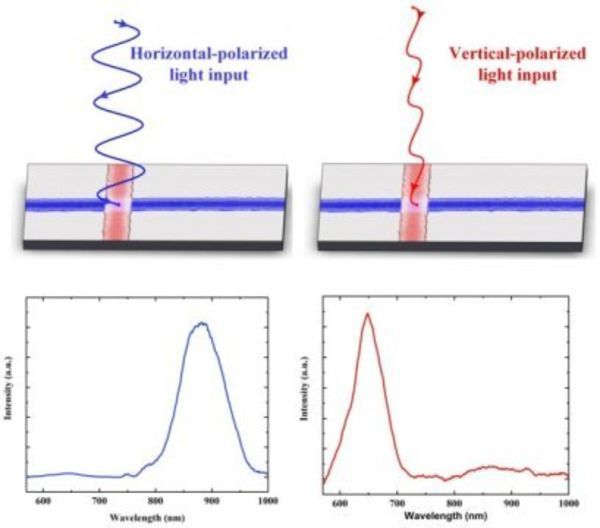 Horizontal-polarized
light input
Vertical-polarized
light input
Intensity (a.u.)
600 700 800 900 1000
Wavelength (nm)
Intensity (a.u.)
600 700 800 900 1000
Wavelength (nm)